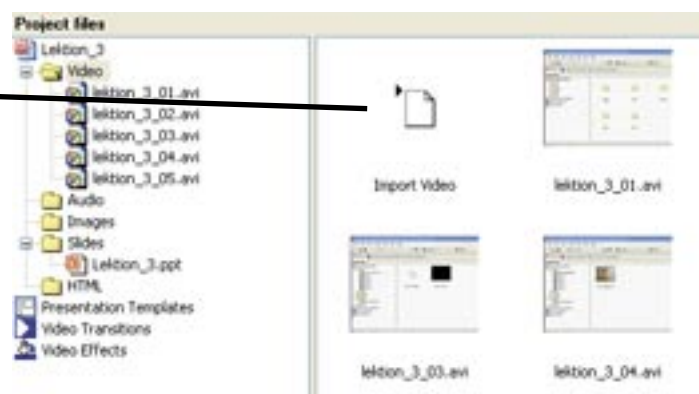 Project files
Lektion_3
Video
lektion_3_01.avi
lektion_3_02.avi
lektion_3_03.avi
lektion_3_04.avi
lektion_3_05.avi
Audio
Images
Slides
Lektion_3.ppt
HTML
Presentation Templates
Video Transitions
Video Effects
Import Video
lektion_3_01.avi
lektion_3_03.avi
lektion_3_04.avi